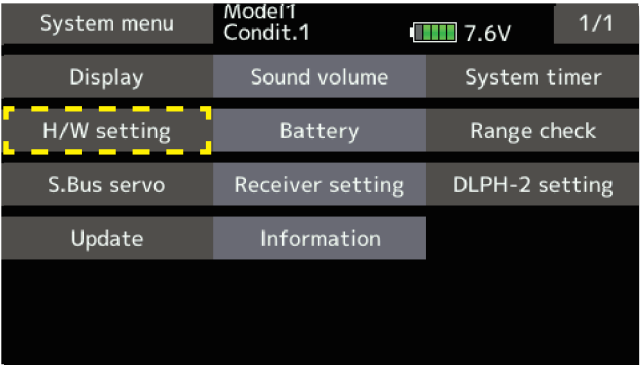 System menu
Model1
Condit.1
7.6V
1/1
Display
Sound volume
System timer
H/W setting
Battery
Range check
S.Bus servo
Receiver setting
DLPH-2 setting
Update
Information